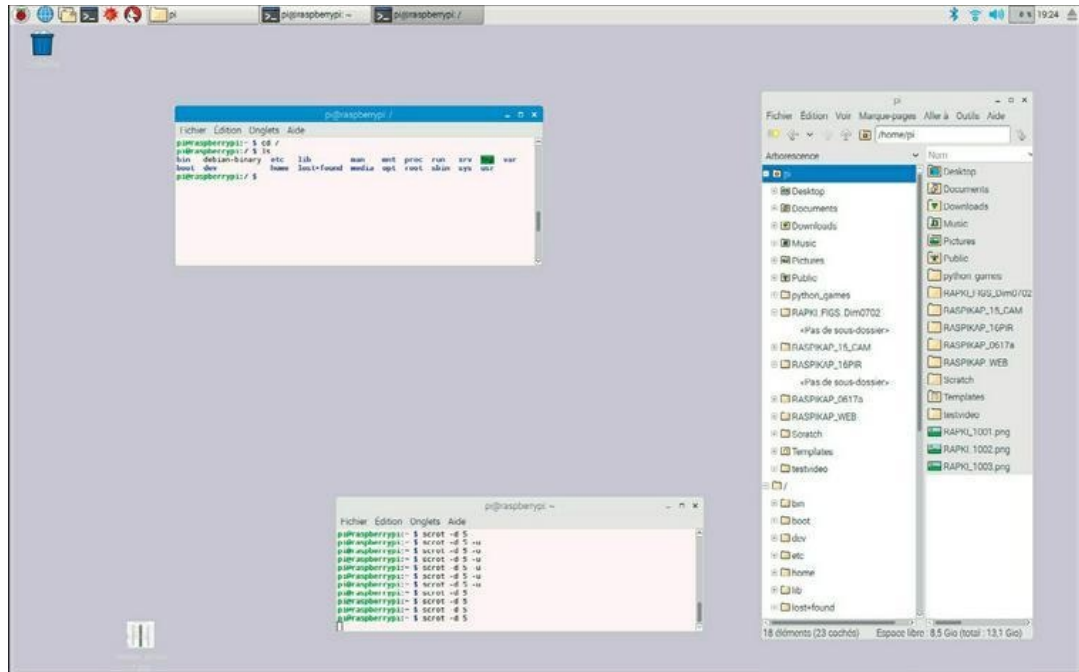 pi
pi@raspberrypi: ~
pi@raspberrypi: /
19:24
pi@raspberrypi: /
Fichier Édition Onglets Aide
pi@raspberrypi:~ $ cd /
pi@raspberrypi:/ $ ls
bin debian-binary etc lib man mnt proc run srv tmp var
boot dev home lost+found media opt root sbin sys usr
pi@raspberrypi:/ $
pi
Fichier Édition Voir Marque-pages Aller à Outils Aide
/home/pi
Arborescence
pi
Desktop
Documents
Downloads
Music
Pictures
Public
python_games
RAPKI_FIGS_Dim0702
<Pas de sous-dossier>
RASPIKAP_15_CAM
RASPIKAP_16PIR
<Pas de sous-dossier>
RASPIKAP_0617a
RASPIKAP_WEB
Scratch
Templates
testvideo
/
bin
boot
dev
etc
home
lib
lost+found
Nom
Desktop
Documents
Downloads
Music
Pictures
Public
python_games
RAPKI_FIGS_Dim0702
RASPIKAP_15_CAM
RASPIKAP_16PIR
RASPIKAP_0617a
RASPIKAP_WEB
Scratch
Templates
testvideo
RAPKI_1001.png
RAPKI_1002.png
RAPKI_1003.png
18 éléments (23 cachés) Espace libre : 8,5 Gio (total : 13,1 Gio)
pi@raspberrypi: ~
Fichier Édition Onglets Aide
pi@raspberrypi:~ $ scrot -d 5
pi@raspberrypi:~ $ scrot -d 5 -u
pi@raspberrypi:~ $ scrot -d 5 -u
pi@raspberrypi:~ $ scrot -d 5 -u
pi@raspberrypi:~ $ scrot -d 5 -u
pi@raspberrypi:~ $ scrot -d 5 -u
pi@raspberrypi:~ $ scrot -d 5 -u
pi@raspberrypi:~ $ scrot -d 5
pi@raspberrypi:~ $ scrot -d 5
pi@raspberrypi:~ $ scrot -d 5